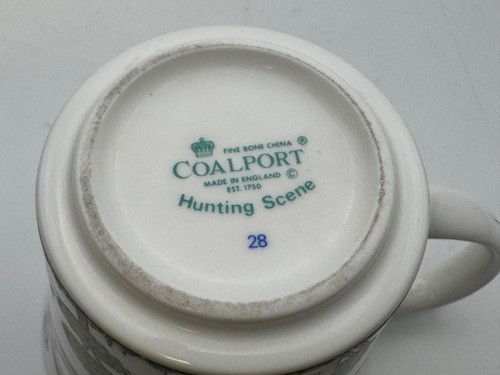 FINE BONE CHINA ®
COALPORT
MADE IN ENGLAND ©
EST. 1750
Hunting Scene
28